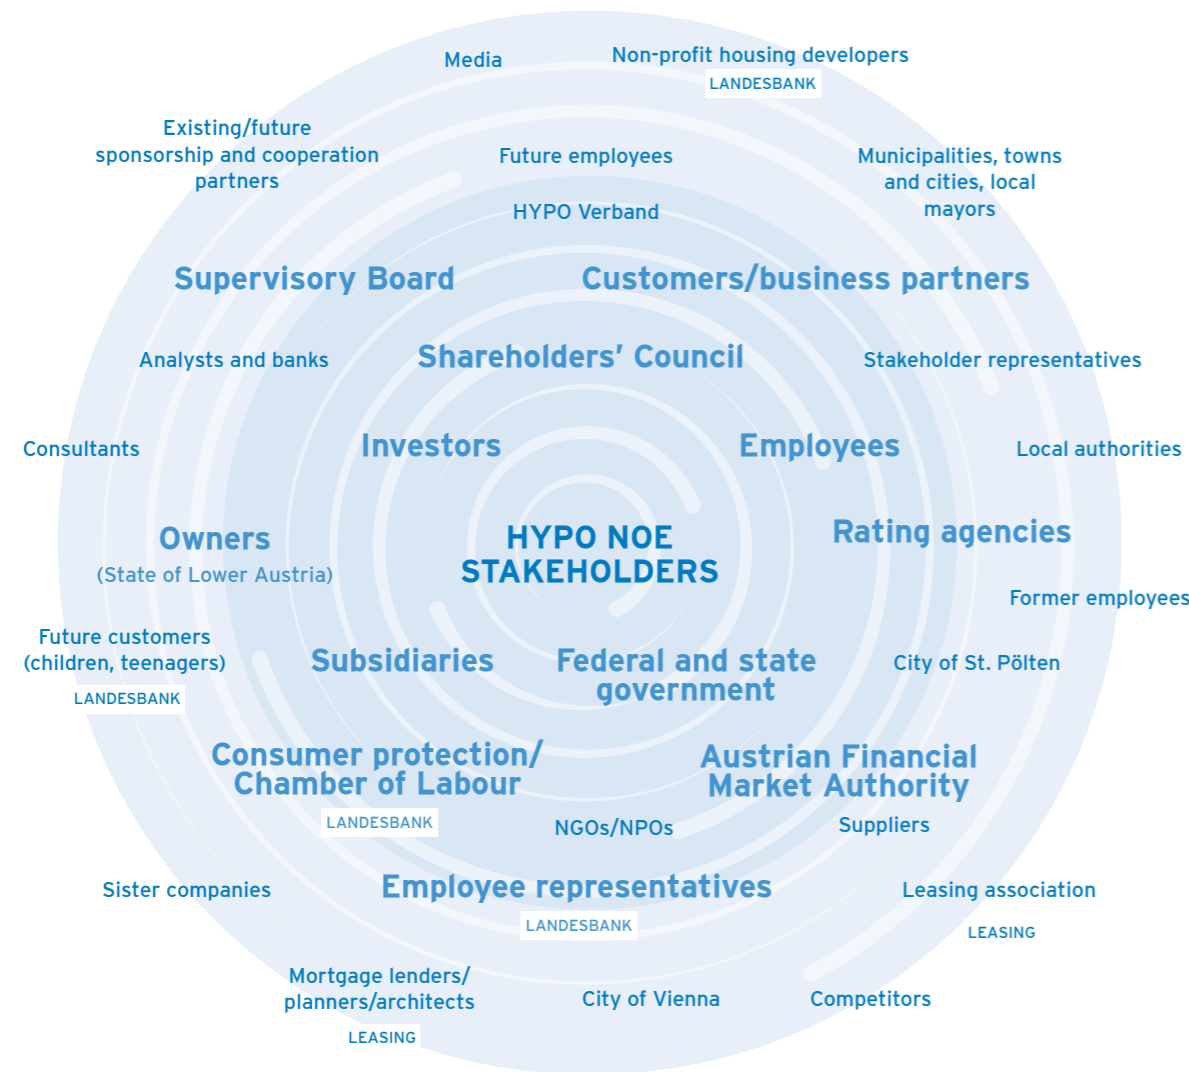 Media
Non-profit housing developers
LANDESBANK
Existing/future
sponsorship and cooperation
partners
Future employees
Municipalities, towns
and cities, local
mayors
HYPO Verband
Supervisory Board
Customers/business partners
Analysts and banks
Shareholders’ Council
Stakeholder representatives
Consultants
Investors
Employees
Local authorities
Owners
(State of Lower Austria)
HYPO NOE
STAKEHOLDERS
Rating agencies
Former employees
Future customers
(children, teenagers)
LANDESBANK
Subsidiaries
Federal and state
government
City of St. Pölten
Consumer protection/
Chamber of Labour
LANDESBANK
Austrian Financial
Market Authority
NGOs/NPOs
Suppliers
Sister companies
Employee representatives
LANDESBANK
Leasing association
LEASING
Mortgage lenders/
planners/architects
LEASING
City of Vienna
Competitors